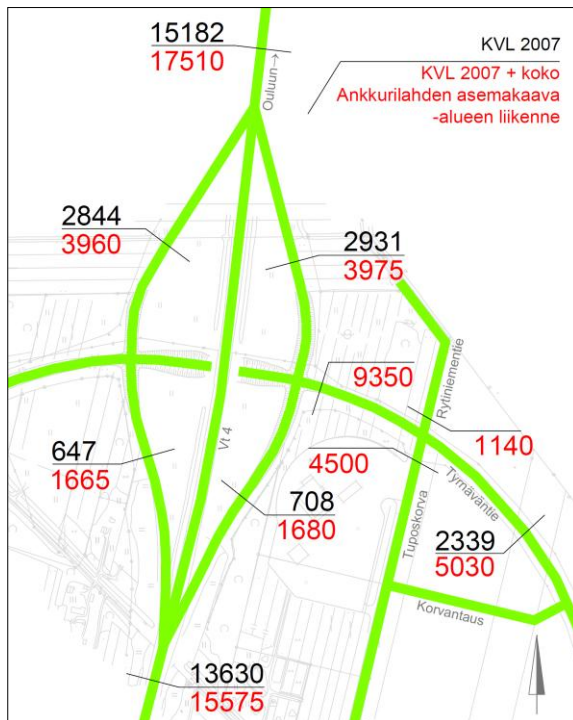 15182
17510
Ouluun→
KVL 2007
KVL 2007 + koko
Ankkurilahden asemakaava
-alueen liikenne
2844
3960
2931
3975
Rytiniementie
9350
1140
647
1665
Vt 4
4500
708
1680
Tuposkorva
Tyrnäväntie
2339
5030
Korvantaus
13630
15575